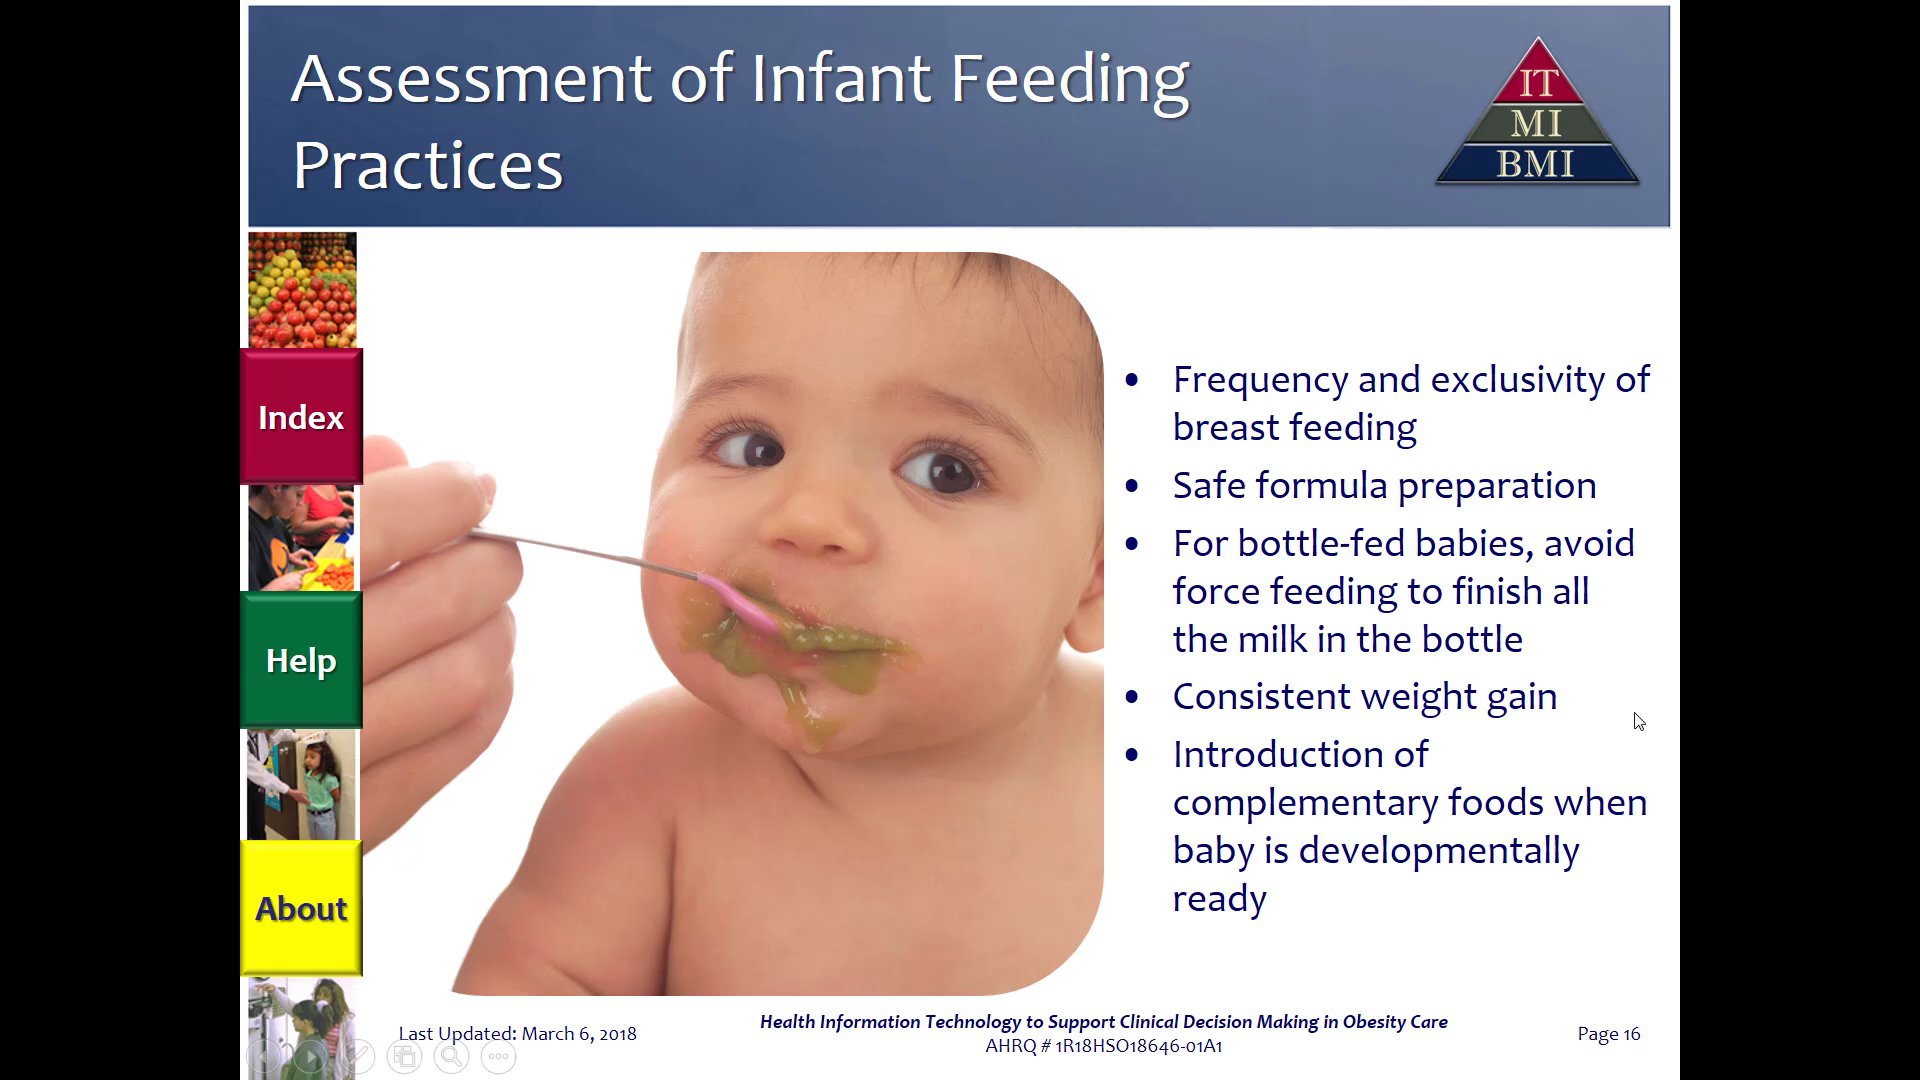 Assessment of Infant Feeding
Practices
IT
MI
BMI
Index
Help
About
• Frequency and exclusivity of
breast feeding
• Safe formula preparation
• For bottle-fed babies, avoid
force feeding to finish all
the milk in the bottle
• Consistent weight gain
• Introduction of
complementary foods when
baby is developmentally
ready
Last Updated: March 6, 2018
Health Information Technology to Support Clinical Decision Making in Obesity Care
AHRQ # 1R18HSO18646-01A1
Page 16